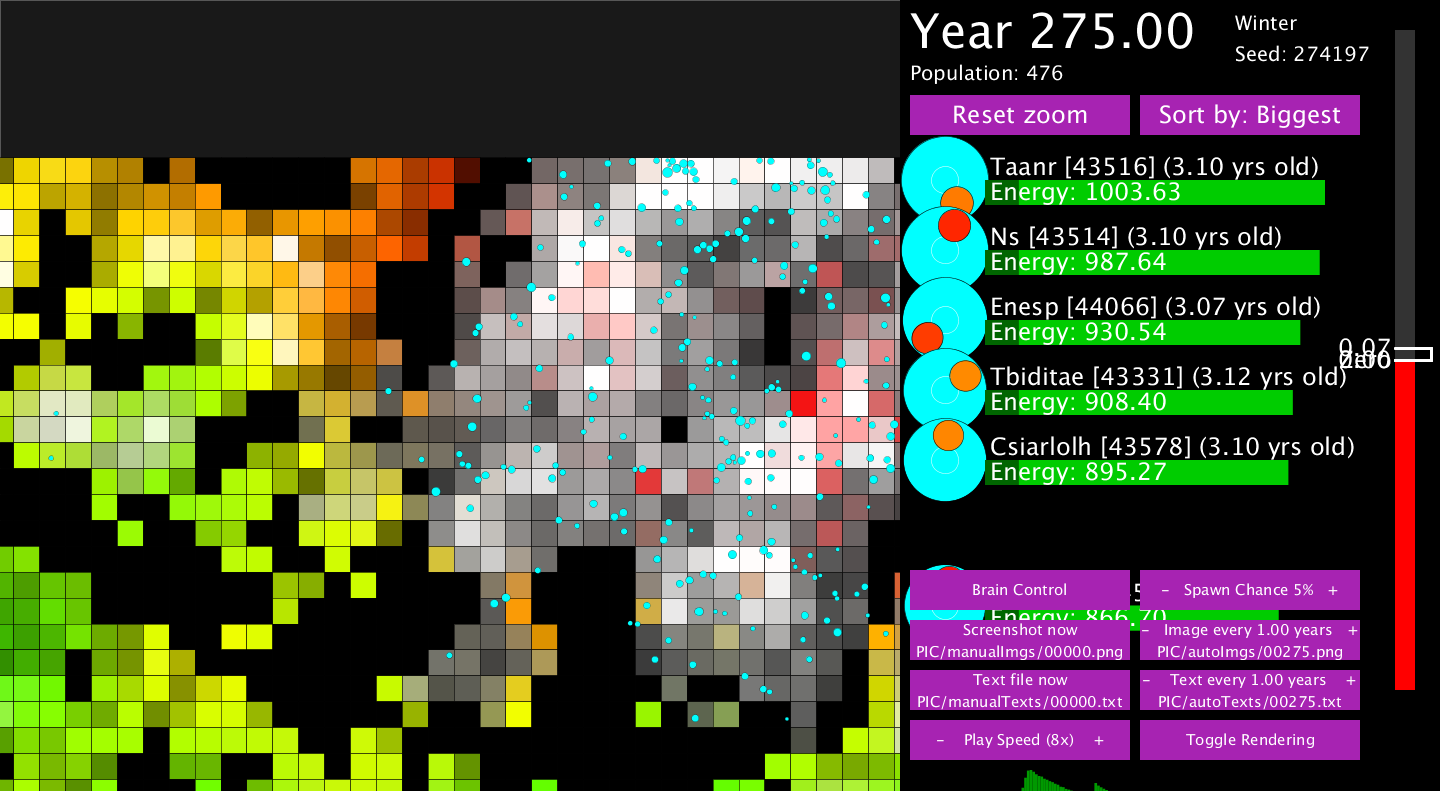 Year 275.00
Winter
Seed: 274197
Population: 476
Reset zoom
Sort by: Biggest
Taanr [43516] (3.10 yrs old)
Energy: 1003.63
Ns [43514] (3.10 yrs old)
Energy: 987.64
Enesp [44066] (3.07 yrs old)
Energy: 930.54
0.07
Tbiditae [43331] (3.12 yrs old)
Energy: 908.40
Csiarlolh [43578] (3.10 yrs old)
Energy: 895.27
Brain Control
– Spawn Chance 5% +
Energy: 866.70
Screenshot now
PIC/manualImgs/00000.png
– Image every 1.00 years +
PIC/autoImgs/00275.png
Text file now
PIC/manualTexts/00000.txt
– Text every 1.00 years +
PIC/autoTexts/00275.txt
– Play Speed (8x) +
Toggle Rendering